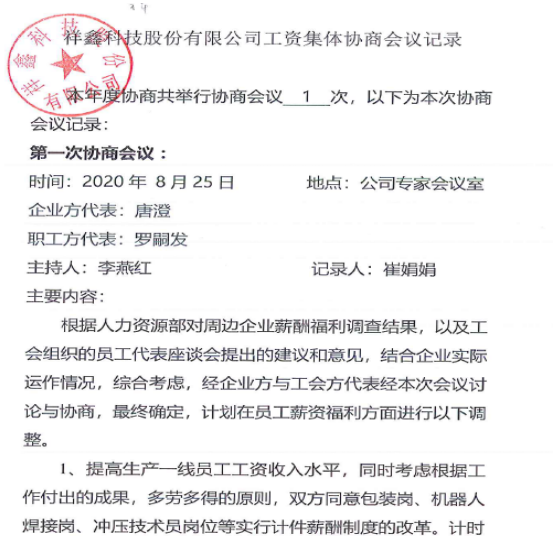 祥鑫科技股份有限公司工资集体协商会议记录
祥鑫科技股份有限公司
本年度协商共举行协商会议 1 次，以下为本次协商
会议记录：
第一次协商会议：
时间：2020 年 8 月 25 日 地点：公司专家会议室
企业方代表：唐澄
职工方代表：罗嗣发
主持人：李燕红 记录人：崔娟娟
主要内容：
根据人力资源部对周边企业薪酬福利调查结果，以及工
会组织的员工代表座谈会提出的建议和意见，结合企业实际
运作情况，综合考虑，经企业方与工会方代表经本次会议讨
论与协商，最终确定，计划在员工薪资福利方面进行以下调
整。
1、提高生产一线员工工资收入水平，同时考虑根据工
作付出的成果，多劳多得的原则，双方同意包装岗、机器人
焊接岗、冲压技术员岗位等实行计件薪酬制度的改革。计时